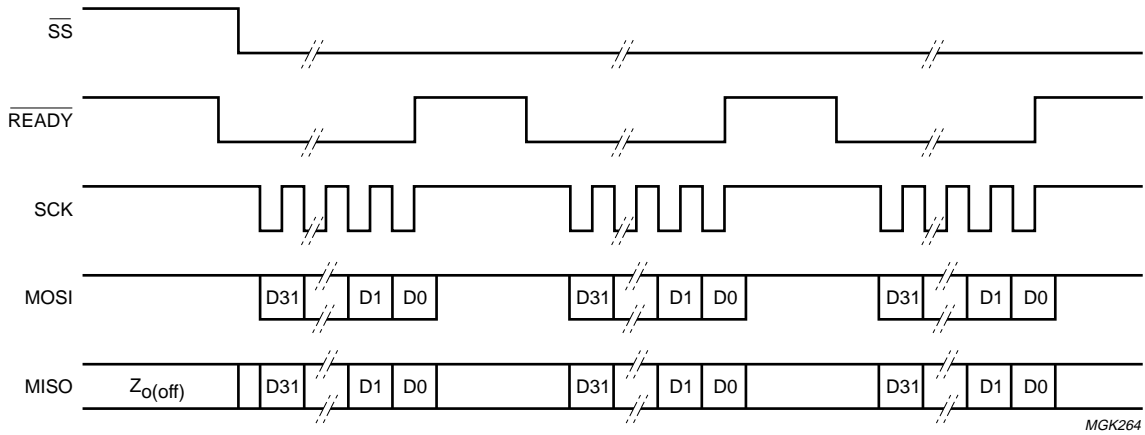 SS
READY
SCK
MOSI D31 D1 D0 D31 D1 D0 D31 D1 D0
MISO Zo(off) D31 D1 D0 D31 D1 D0 D31 D1 D0
MGK264